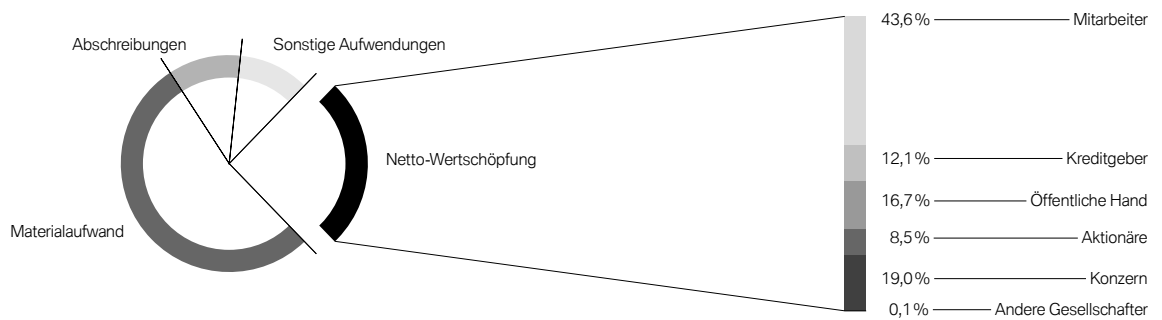 Abschreibungen
Sonstige Aufwendungen
Netto-Wertschöpfung
Materialaufwand
43,6 % Mitarbeiter
12,1 % Kreditgeber
16,7 % Öffentliche Hand
8,5 % Aktionäre
19,0 % Konzern
0,1 % Andere Gesellschafter